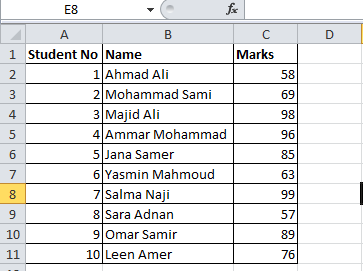 E8 fx
A B C D
1 Student No Name Marks
2 1 Ahmad Ali 58
3 2 Mohammad Sami 69
4 3 Majid Ali 98
5 4 Ammar Mohammad 96
6 5 Jana Samer 85
7 6 Yasmin Mahmoud 63
8 7 Salma Naji 99
9 8 Sara Adnan 57
10 9 Omar Samir 89
11 10 Leen Amer 76